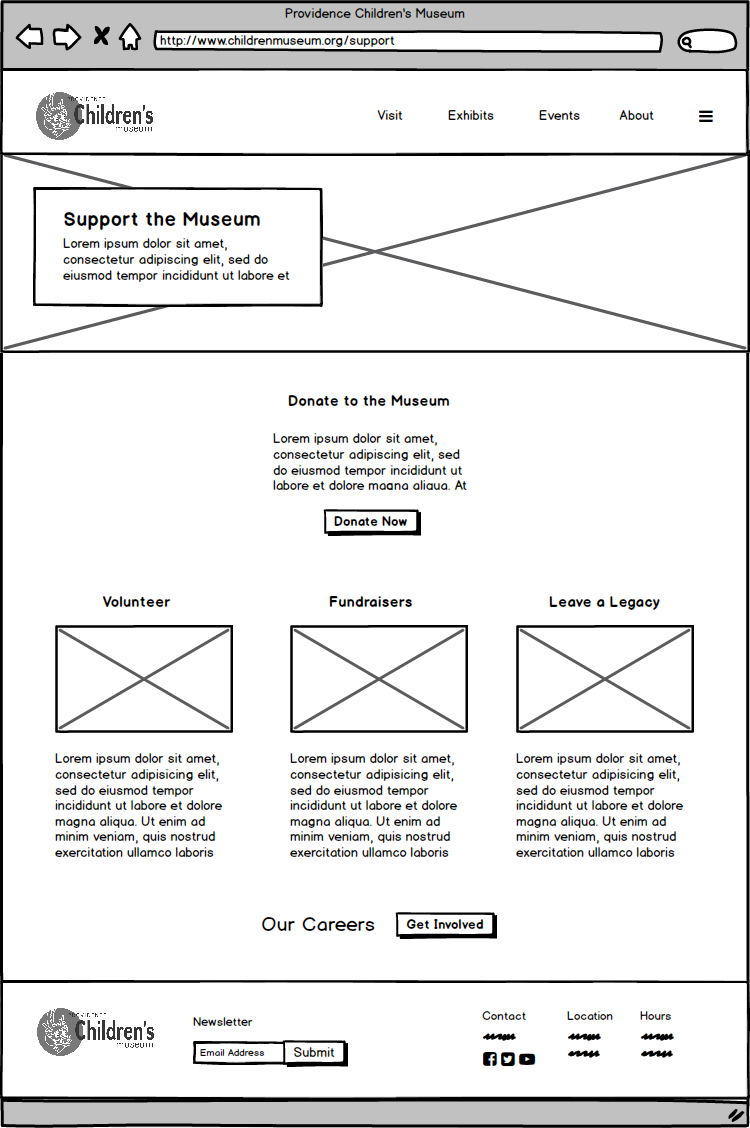 Providence Children's Museum
http://www.childrenmuseum.org/support
PROVIDENCE
Children's
museum
Visit Exhibits Events About
Support the Museum
Lorem ipsum dolor sit amet,
consectetur adipiscing elit, sed do
eiusmod tempor incididunt ut labore et
Donate to the Museum
Lorem ipsum dolor sit amet,
consectetur adipiscing elit, sed
do eiusmod tempor incididunt ut
labore et dolore magna aliqua. At
Donate Now
Volunteer
Lorem ipsum dolor sit amet,
consectetur adipisicing elit,
sed do eiusmod tempor
incididunt ut labore et dolore
magna aliqua. Ut enim ad
minim veniam, quis nostrud
exercitation ullamco laboris
Fundraisers
Lorem ipsum dolor sit amet,
consectetur adipisicing elit,
sed do eiusmod tempor
incididunt ut labore et dolore
magna aliqua. Ut enim ad
minim veniam, quis nostrud
exercitation ullamco laboris
Leave a Legacy
Lorem ipsum dolor sit amet,
consectetur adipisicing elit,
sed do eiusmod tempor
incididunt ut labore et dolore
magna aliqua. Ut enim ad
minim veniam, quis nostrud
exercitation ullamco laboris
Our Careers
Get Involved
PROVIDENCE
Children's
museum
Newsletter
Email Address
Submit
Contact
Location
Hours